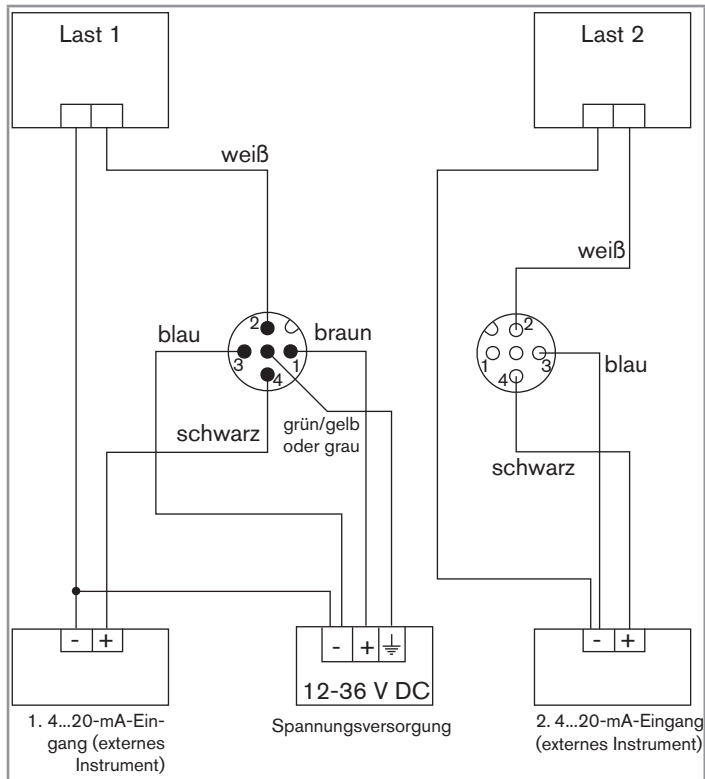 Last 1
Last 2
weiß
weiß
blau
2
braun
3
1
4
grün/gelb
oder grau
schwarz
2
1
3
4
blau
schwarz
- +
- +
12-36 V DC
- +
1. 4...20-mA-Ein-
gang (externes
Instrument)
Spannungsversorgung
2. 4...20-mA-Eingang
(externes Instrument)